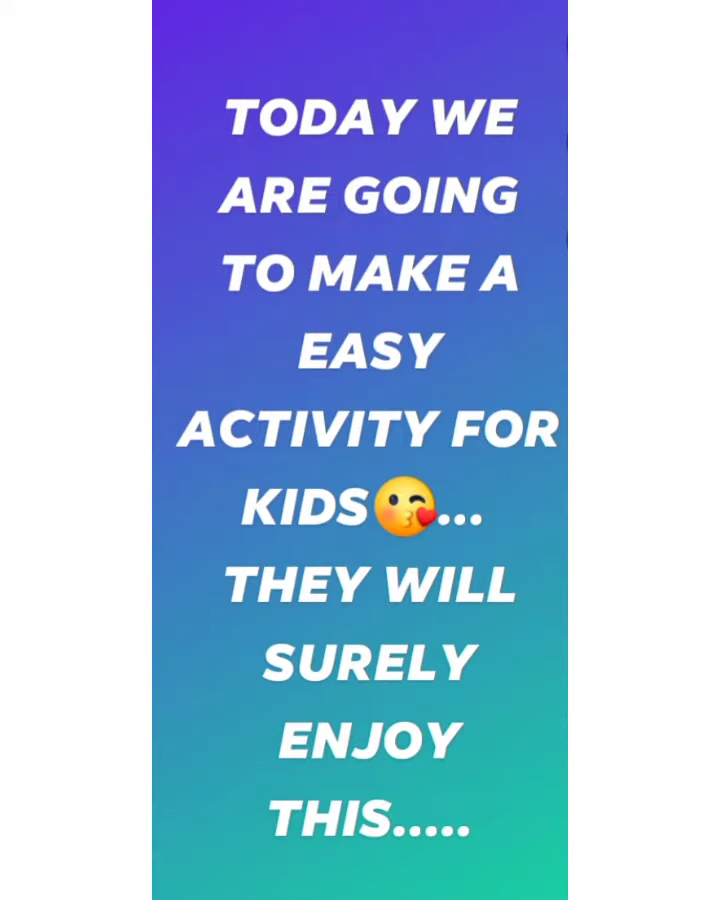 TODAY WE
ARE GOING
TO MAKE A
EASY
ACTIVITY FOR
KIDS😘...
THEY WILL
SURELY
ENJOY
THIS.....